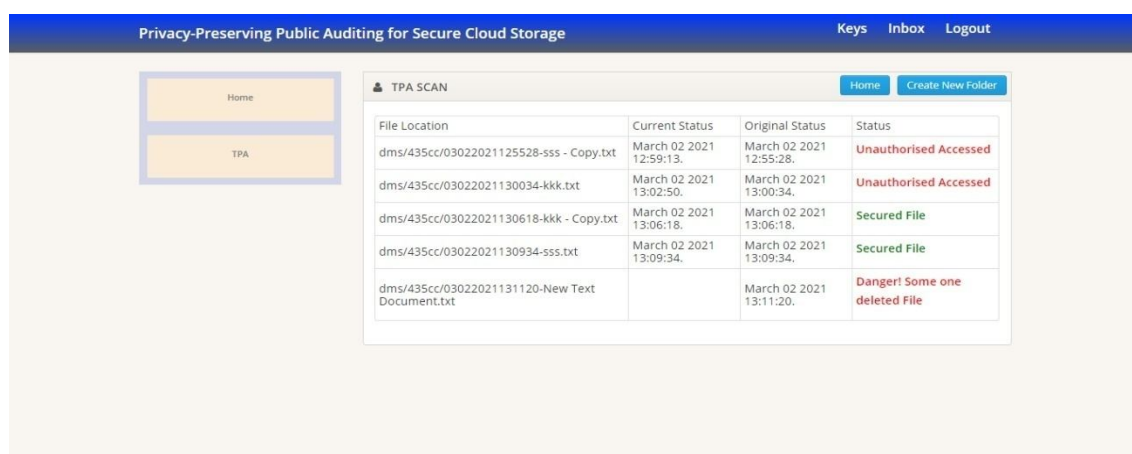 Privacy-Preserving Public Auditing for Secure Cloud Storage
Keys Inbox Logout
Home
TPA
TPA SCAN
Home
Create New Folder
File Location Current Status Original Status Status
dms/435cc/03022021125528-sss - Copy.txt
March 02 2021
12:59:13.
March 02 2021
12:55:28.
Unauthorised Accessed
dms/435cc/03022021130034-kkk.txt
March 02 2021
13:02:50.
March 02 2021
13:00:34.
Unauthorised Accessed
dms/435cc/03022021130618-kkk - Copy.txt
March 02 2021
13:06:18.
March 02 2021
13:06:18.
Secured File
dms/435cc/03022021130934-sss.txt
March 02 2021
13:09:34.
March 02 2021
13:09:34.
Secured File
dms/435cc/03022021131120-New Text
Document.txt
March 02 2021
13:11:20.
Danger! Some one
deleted File